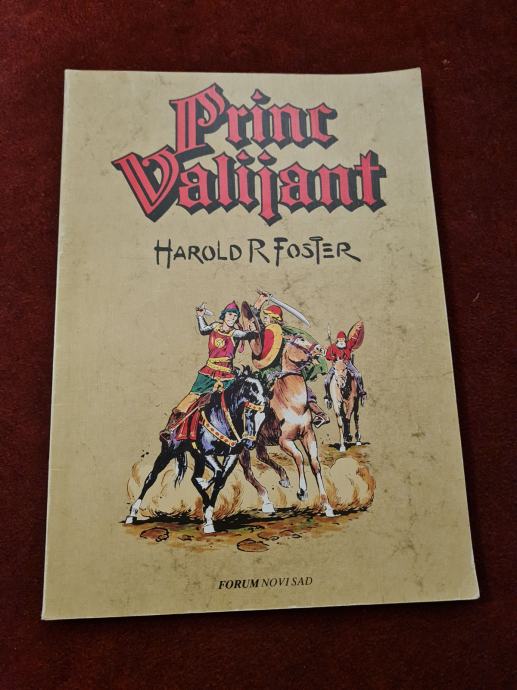 Princ
Valijant
HAROLD R FOSTER
FORUM NOVI SAD